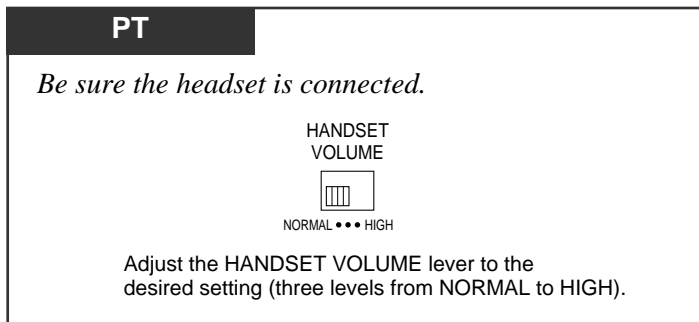 PT
Be sure the headset is connected.
HANDSET
VOLUME
NORMAL ••• HIGH
Adjust the HANDSET VOLUME lever to the
desired setting (three levels from NORMAL to HIGH).